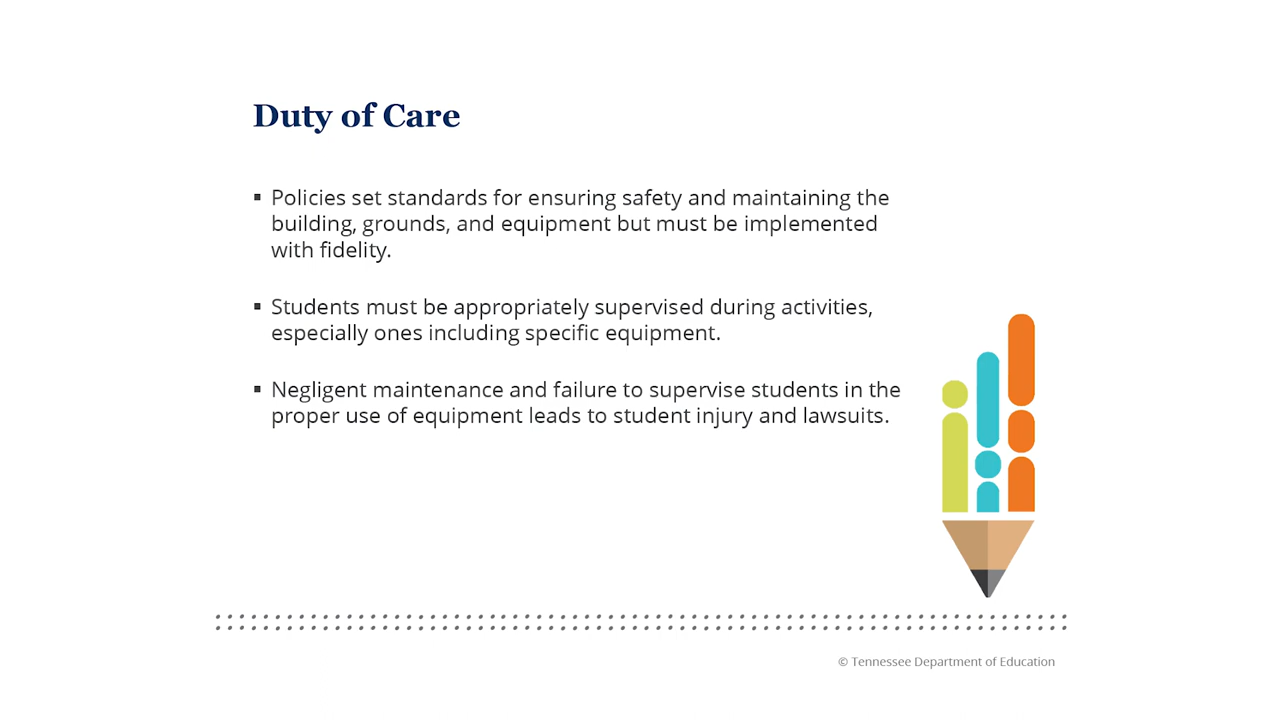 Duty of Care
▪ Policies set standards for ensuring safety and maintaining the
building, grounds, and equipment but must be implemented
with fidelity.
▪ Students must be appropriately supervised during activities,
especially ones including specific equipment.
▪ Negligent maintenance and failure to supervise students in the
proper use of equipment leads to student injury and lawsuits.
© Tennessee Department of Education